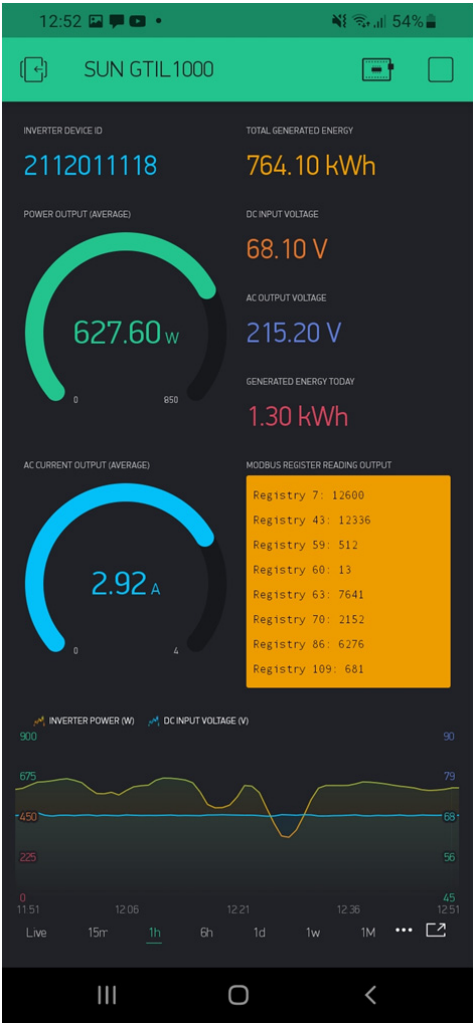 12:52 54%
SUN GTIL1000
INVERTER DEVICE ID
2112011118
TOTAL GENERATED ENERGY
764.10 kWh
POWER OUTPUT (AVERAGE)
627.60 W
0 850
DC INPUT VOLTAGE
68.10 V
AC OUTPUT VOLTAGE
215.20 V
GENERATED ENERGY TODAY
1.30 kWh
AC CURRENT OUTPUT (AVERAGE)
2.92 A
0 4
MODBUS REGISTER READING OUTPUT
Registry 7: 12600
Registry 43: 12336
Registry 59: 512
Registry 60: 13
Registry 63: 7641
Registry 70: 2152
Registry 86: 6276
Registry 109: 681
INVERTER POWER (W) DC INPUT VOLTAGE (V)
900 90
675 79
450 68
225 56
0 45
11:51 12:06 12:21 12:36 12:51
Live 15m 1h 6h 1d 1w 1M